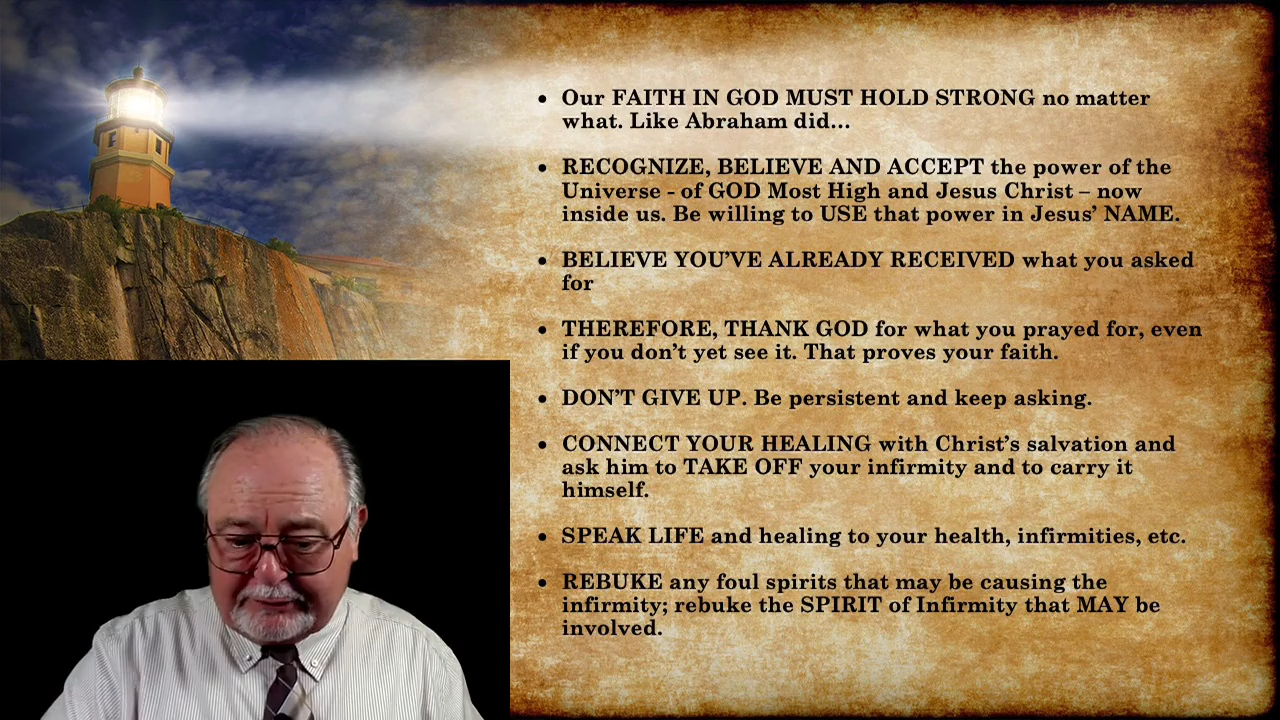 • Our FAITH IN GOD MUST HOLD STRONG no matter
what. Like Abraham did…
• RECOGNIZE, BELIEVE AND ACCEPT the power of the
Universe - of GOD Most High and Jesus Christ – now
inside us. Be willing to USE that power in Jesus’ NAME.
• BELIEVE YOU’VE ALREADY RECEIVED what you asked
for
• THEREFORE, THANK GOD for what you prayed for, even
if you don’t yet see it. That proves your faith.
• DON’T GIVE UP. Be persistent and keep asking.
• CONNECT YOUR HEALING with Christ’s salvation and
ask him to TAKE OFF your infirmity and to carry it
himself.
• SPEAK LIFE and healing to your health, infirmities, etc.
• REBUKE any foul spirits that may be causing the
infirmity; rebuke the SPIRIT of Infirmity that MAY be
involved.